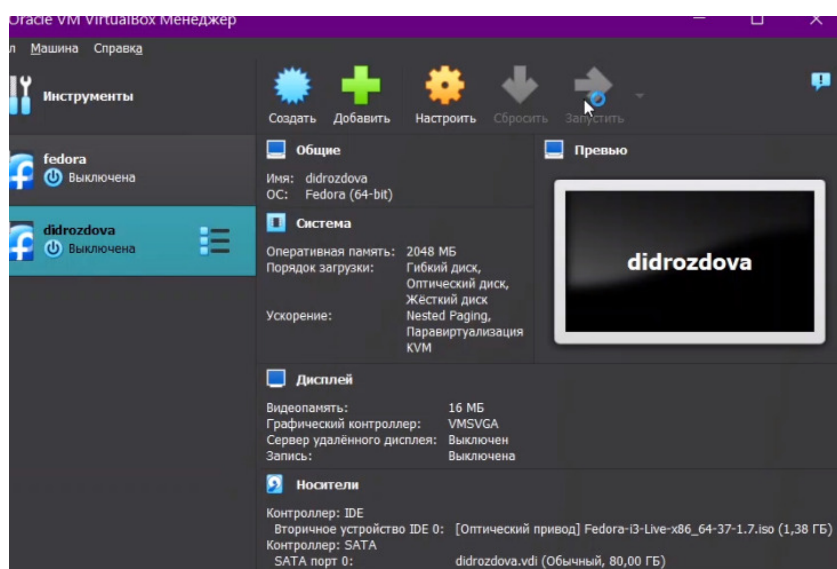 Oracle VM VirtualBox Менеджер
Машина Справка
Инструменты
Создать Добавить Настроить Сбросить Запустить
fedora
Выключена
didrozdova
Выключена
Общие
Имя: didrozdova
ОС: Fedora (64-bit)
Превью
didrozdova
Система
Оперативная память: 2048 МБ
Порядок загрузки: Гибкий диск,
Оптический диск,
Жёсткий диск
Ускорение: Nested Paging,
Паравиртуализация
KVM
Дисплей
Видеопамять: 16 МБ
Графический контроллер: VMSVGA
Сервер удалённого дисплея: Выключен
Запись: Выключена
Носители
Контроллер: IDE
Вторичное устройство IDE 0: [Оптический привод] Fedora-i3-Live-x86_64-37-1.7.iso (1,38 ГБ)
Контроллер: SATA
SATA порт 0: didrozdova.vdi (Обычный, 80,00 ГБ)